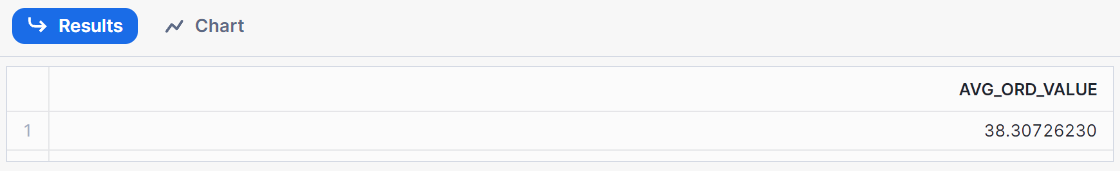 Results Chart
AVG_ORD_VALUE
1 38.30726230